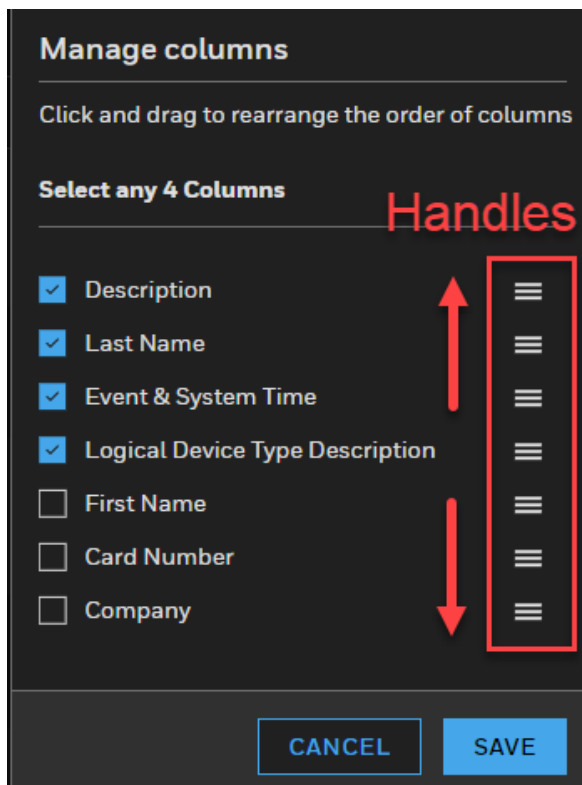 Manage columns
Click and drag to rearrange the order of columns
Select any 4 Columns
Handles
Description
Last Name
Event & System Time
Logical Device Type Description
First Name
Card Number
Company
CANCEL
SAVE